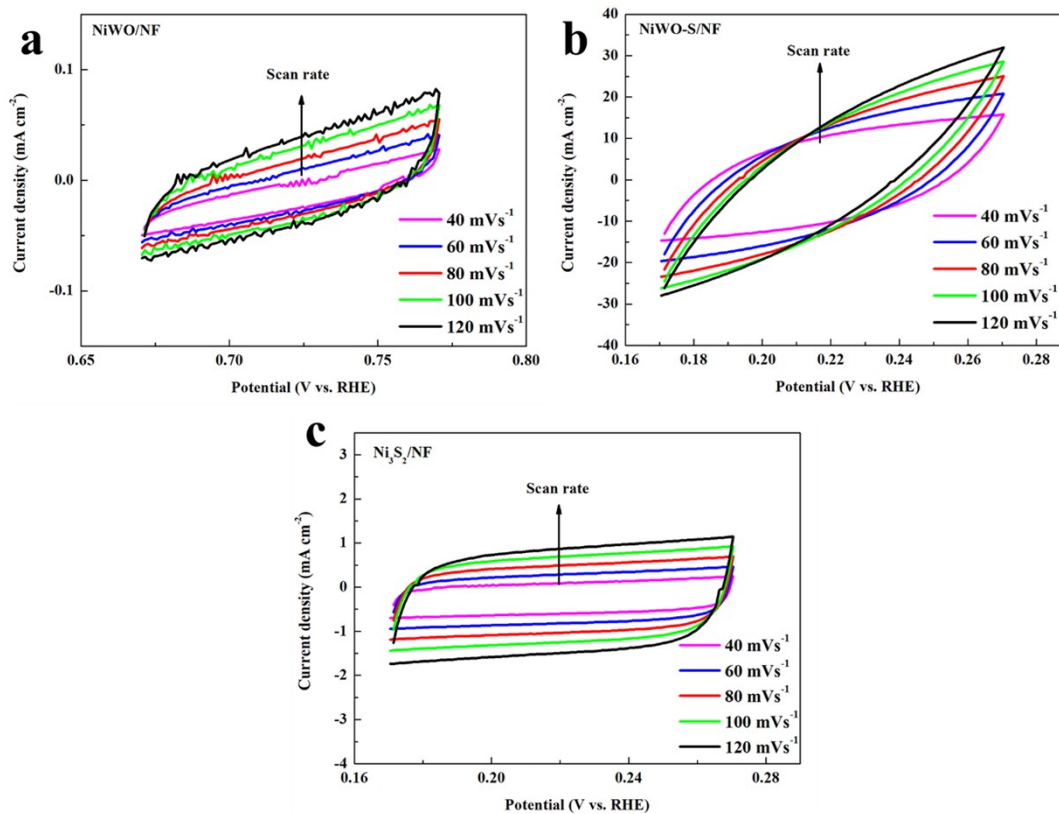 a
NiWO/NF
Scan rate
0.1
0.0
-0.1
Current density (mA cm⁻²)
40 mVs⁻¹
60 mVs⁻¹
80 mVs⁻¹
100 mVs⁻¹
120 mVs⁻¹
0.65 0.70 0.75 0.80
Potential (V vs. RHE)
b
NiWO-S/NF
Scan rate
40
30
20
10
0
-10
-20
-30
-40
Current density (mA cm⁻²)
40 mVs⁻¹
60 mVs⁻¹
80 mVs⁻¹
100 mVs⁻¹
120 mVs⁻¹
0.16 0.18 0.20 0.22 0.24 0.26 0.28
Potential (V vs. RHE)
c
Ni₃S₂/NF
Scan rate
3
2
1
0
-1
-2
-3
-4
Current density (mA cm⁻²)
40 mVs⁻¹
60 mVs⁻¹
80 mVs⁻¹
100 mVs⁻¹
120 mVs⁻¹
0.16 0.20 0.24 0.28
Potential (V vs. RHE)